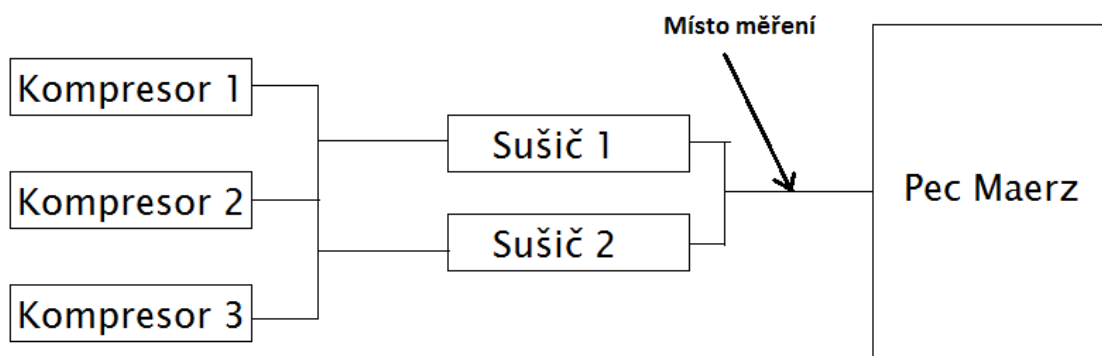 Místo měření
Kompresor 1
Sušič 1
Kompresor 2
Pec Maerz
Sušič 2
Kompresor 3